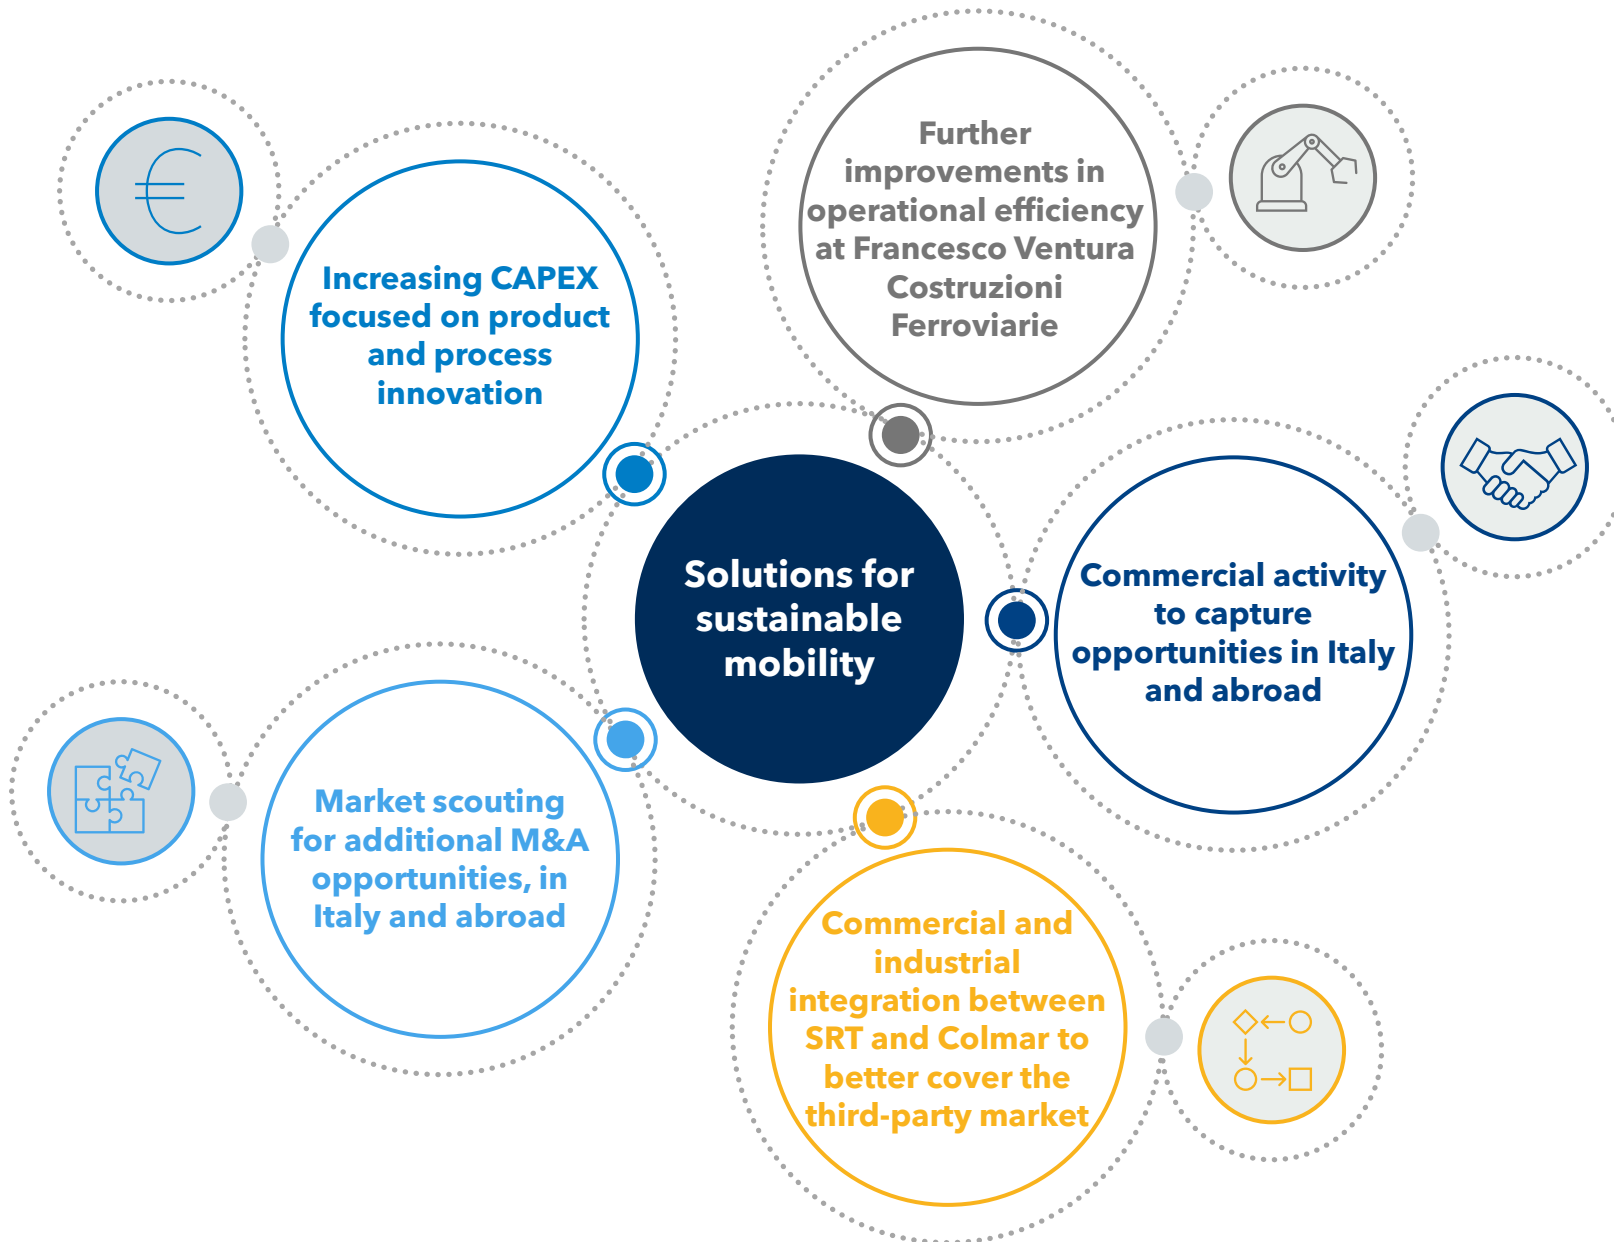 Further
improvements in
operational efficiency
at Francesco Ventura
Costruzioni
Ferroviarie
Increasing CAPEX
focused on product
and process
innovation
Solutions for
sustainable
mobility
Commercial activity
to capture
opportunities in Italy
and abroad
Market scouting
for additional M&A
opportunities, in
Italy and abroad
Commercial and
industrial
integration between
SRT and Colmar to
better cover the
third-party market